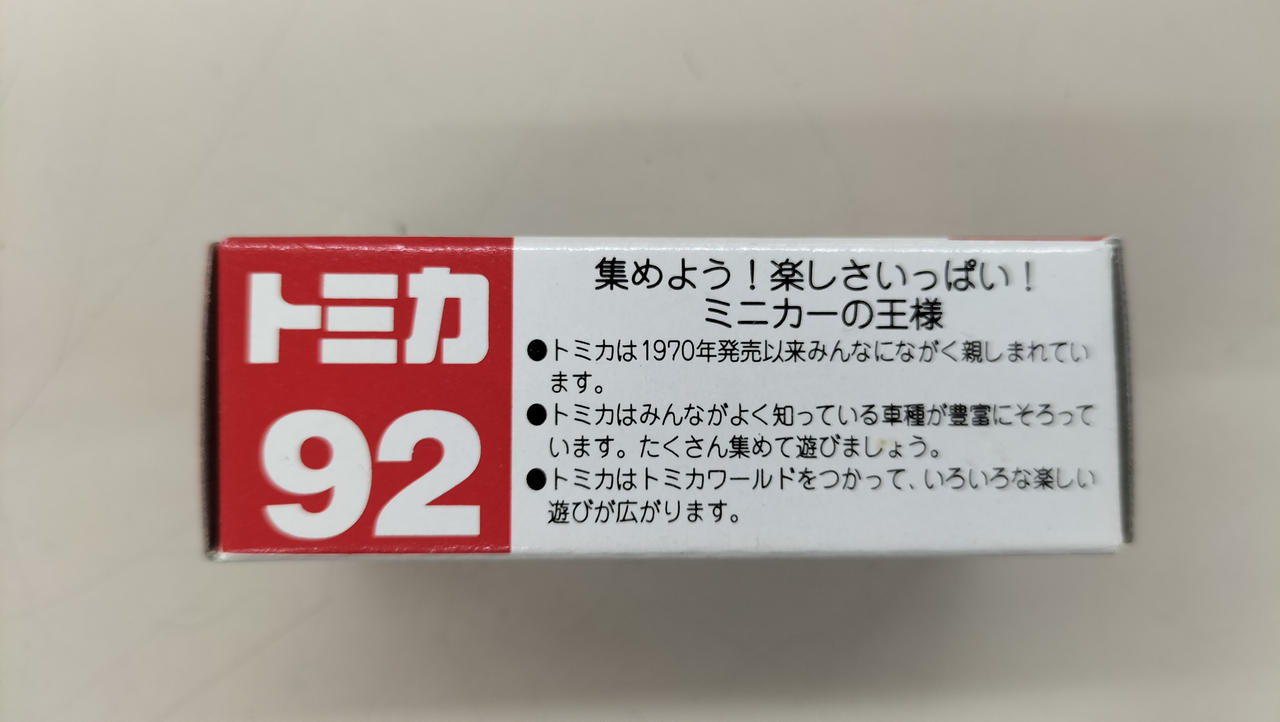 トミカ
92
集めよう！楽しさいっぱい！
ミニカーの王様
●トミカは1970年発売以来みんなにながく親しまれてい
ます。
●トミカはみんながよく知っている車種が豊富にそろって
います。たくさん集めて遊びましょう。
●トミカはトミカワールドをつかって、いろいろな楽しい
遊びが広がります。